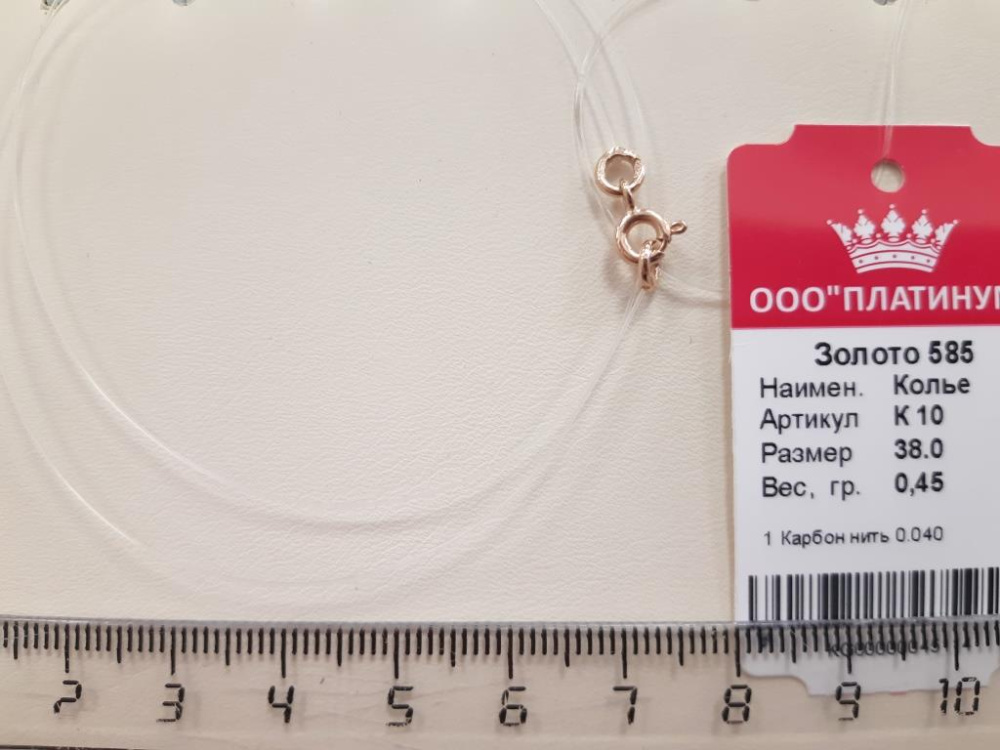 ООО"ПЛАТИНУМ
Золото 585
Наимен. Колье
Артикул К 10
Размер 38.0
Вес, гр. 0,45
1 Карбон нить 0.040
2 3 4 5 6 7 8 9 10